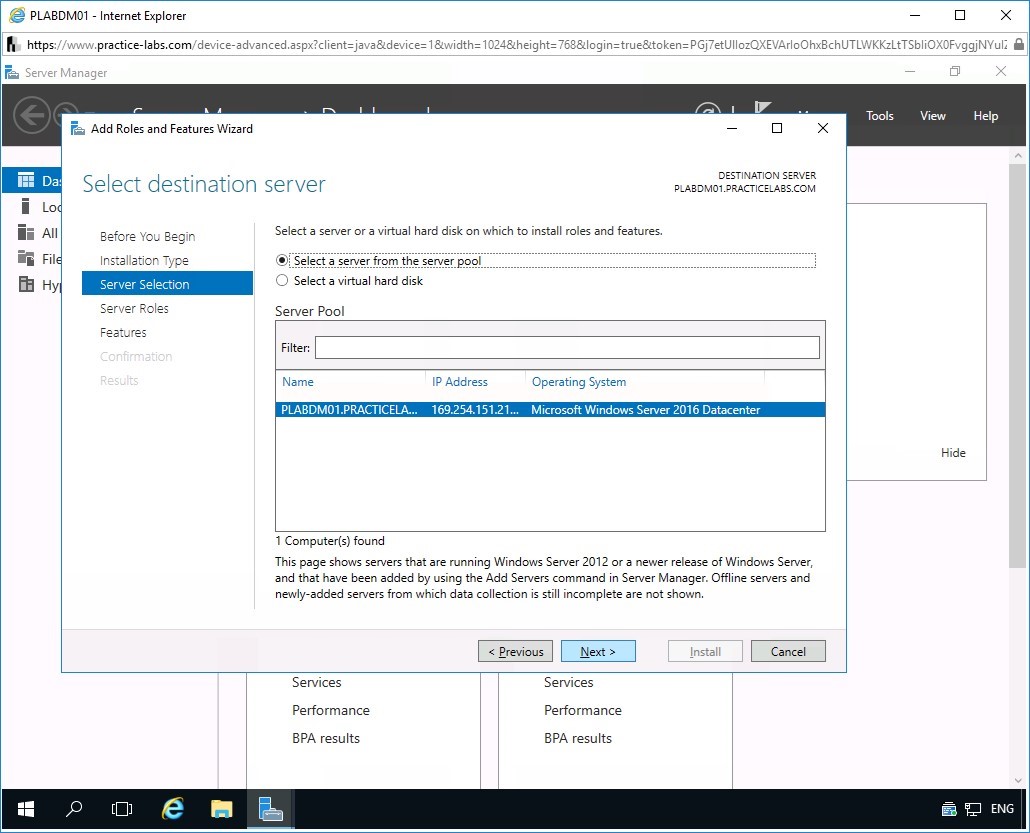 PLABDM01 - Internet Explorer
https://www.practice-labs.com/device-advanced.aspx?client=java&device=1&width=1024&height=768&login=true&token=
Server Manager
Tools View Help
Add Roles and Features Wizard
Select destination server
DESTINATION SERVER
PLABDM01.PRACTICELABS.COM
Before You Begin
Installation Type
Server Selection
Server Roles
Features
Confirmation
Results
Select a server or a virtual hard disk on which to install roles and features.
Select a server from the server pool
Select a virtual hard disk
Server Pool
Filter:
Name IP Address Operating System
PLABDM01.PRACTICELA... 169.254.151.21... Microsoft Windows Server 2016 Datacenter
1 Computer(s) found
This page shows servers that are running Windows Server 2012 or a newer release of Windows Server,
and that have been added by using the Add Servers command in Server Manager. Offline servers and
newly-added servers from which data collection is still incomplete are not shown.
< Previous Next > Install Cancel
Das
Loc
All
File
Hyp
Hide
Services Services
Performance Performance
BPA results BPA results
ENG